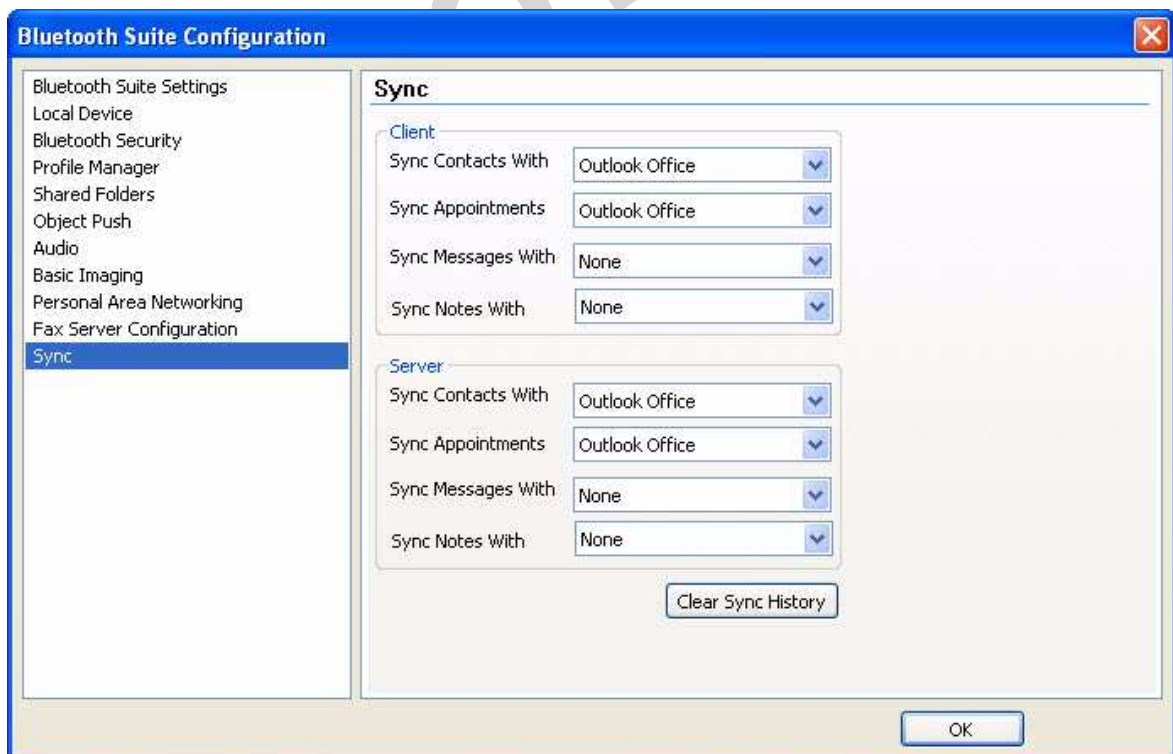 Bluetooth Suite Configuration
Bluetooth Suite Settings
Local Device
Bluetooth Security
Profile Manager
Shared Folders
Object Push
Audio
Basic Imaging
Personal Area Networking
Fax Server Configuration
Sync
Sync
Client
Sync Contacts With Outlook Office
Sync Appointments Outlook Office
Sync Messages With None
Sync Notes With None
Server
Sync Contacts With Outlook Office
Sync Appointments Outlook Office
Sync Messages With None
Sync Notes With None
Clear Sync History
OK